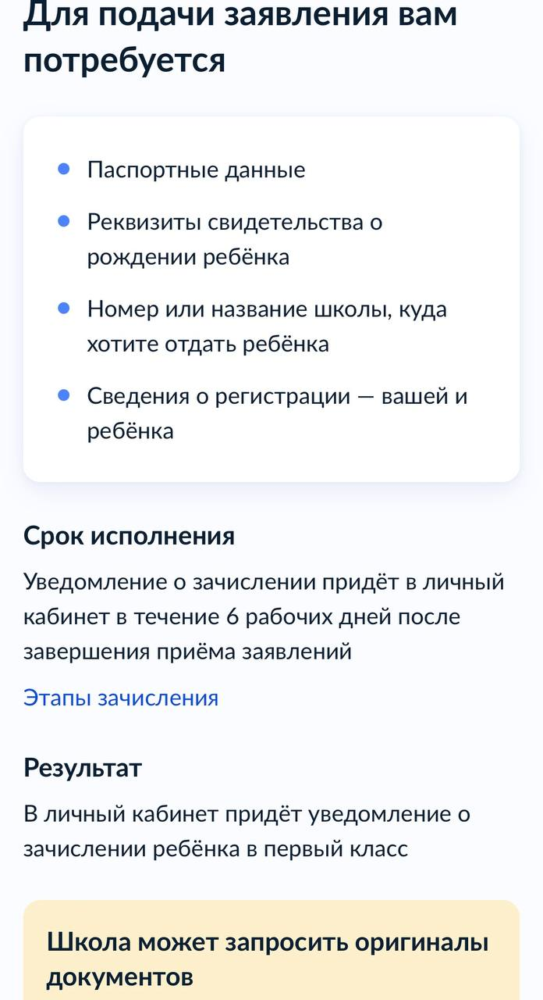 Для подачи заявления вам
потребуется
Паспортные данные
Реквизиты свидетельства о
рождении ребёнка
Номер или название школы, куда
хотите отдать ребёнка
Сведения о регистрации — вашей и
ребёнка
Срок исполнения
Уведомление о зачислении придёт в личный
кабинет в течение 6 рабочих дней после
завершения приёма заявлений
Этапы зачисления
Результат
В личный кабинет придёт уведомление о
зачислении ребёнка в первый класс
Школа может запросить оригиналы
документов